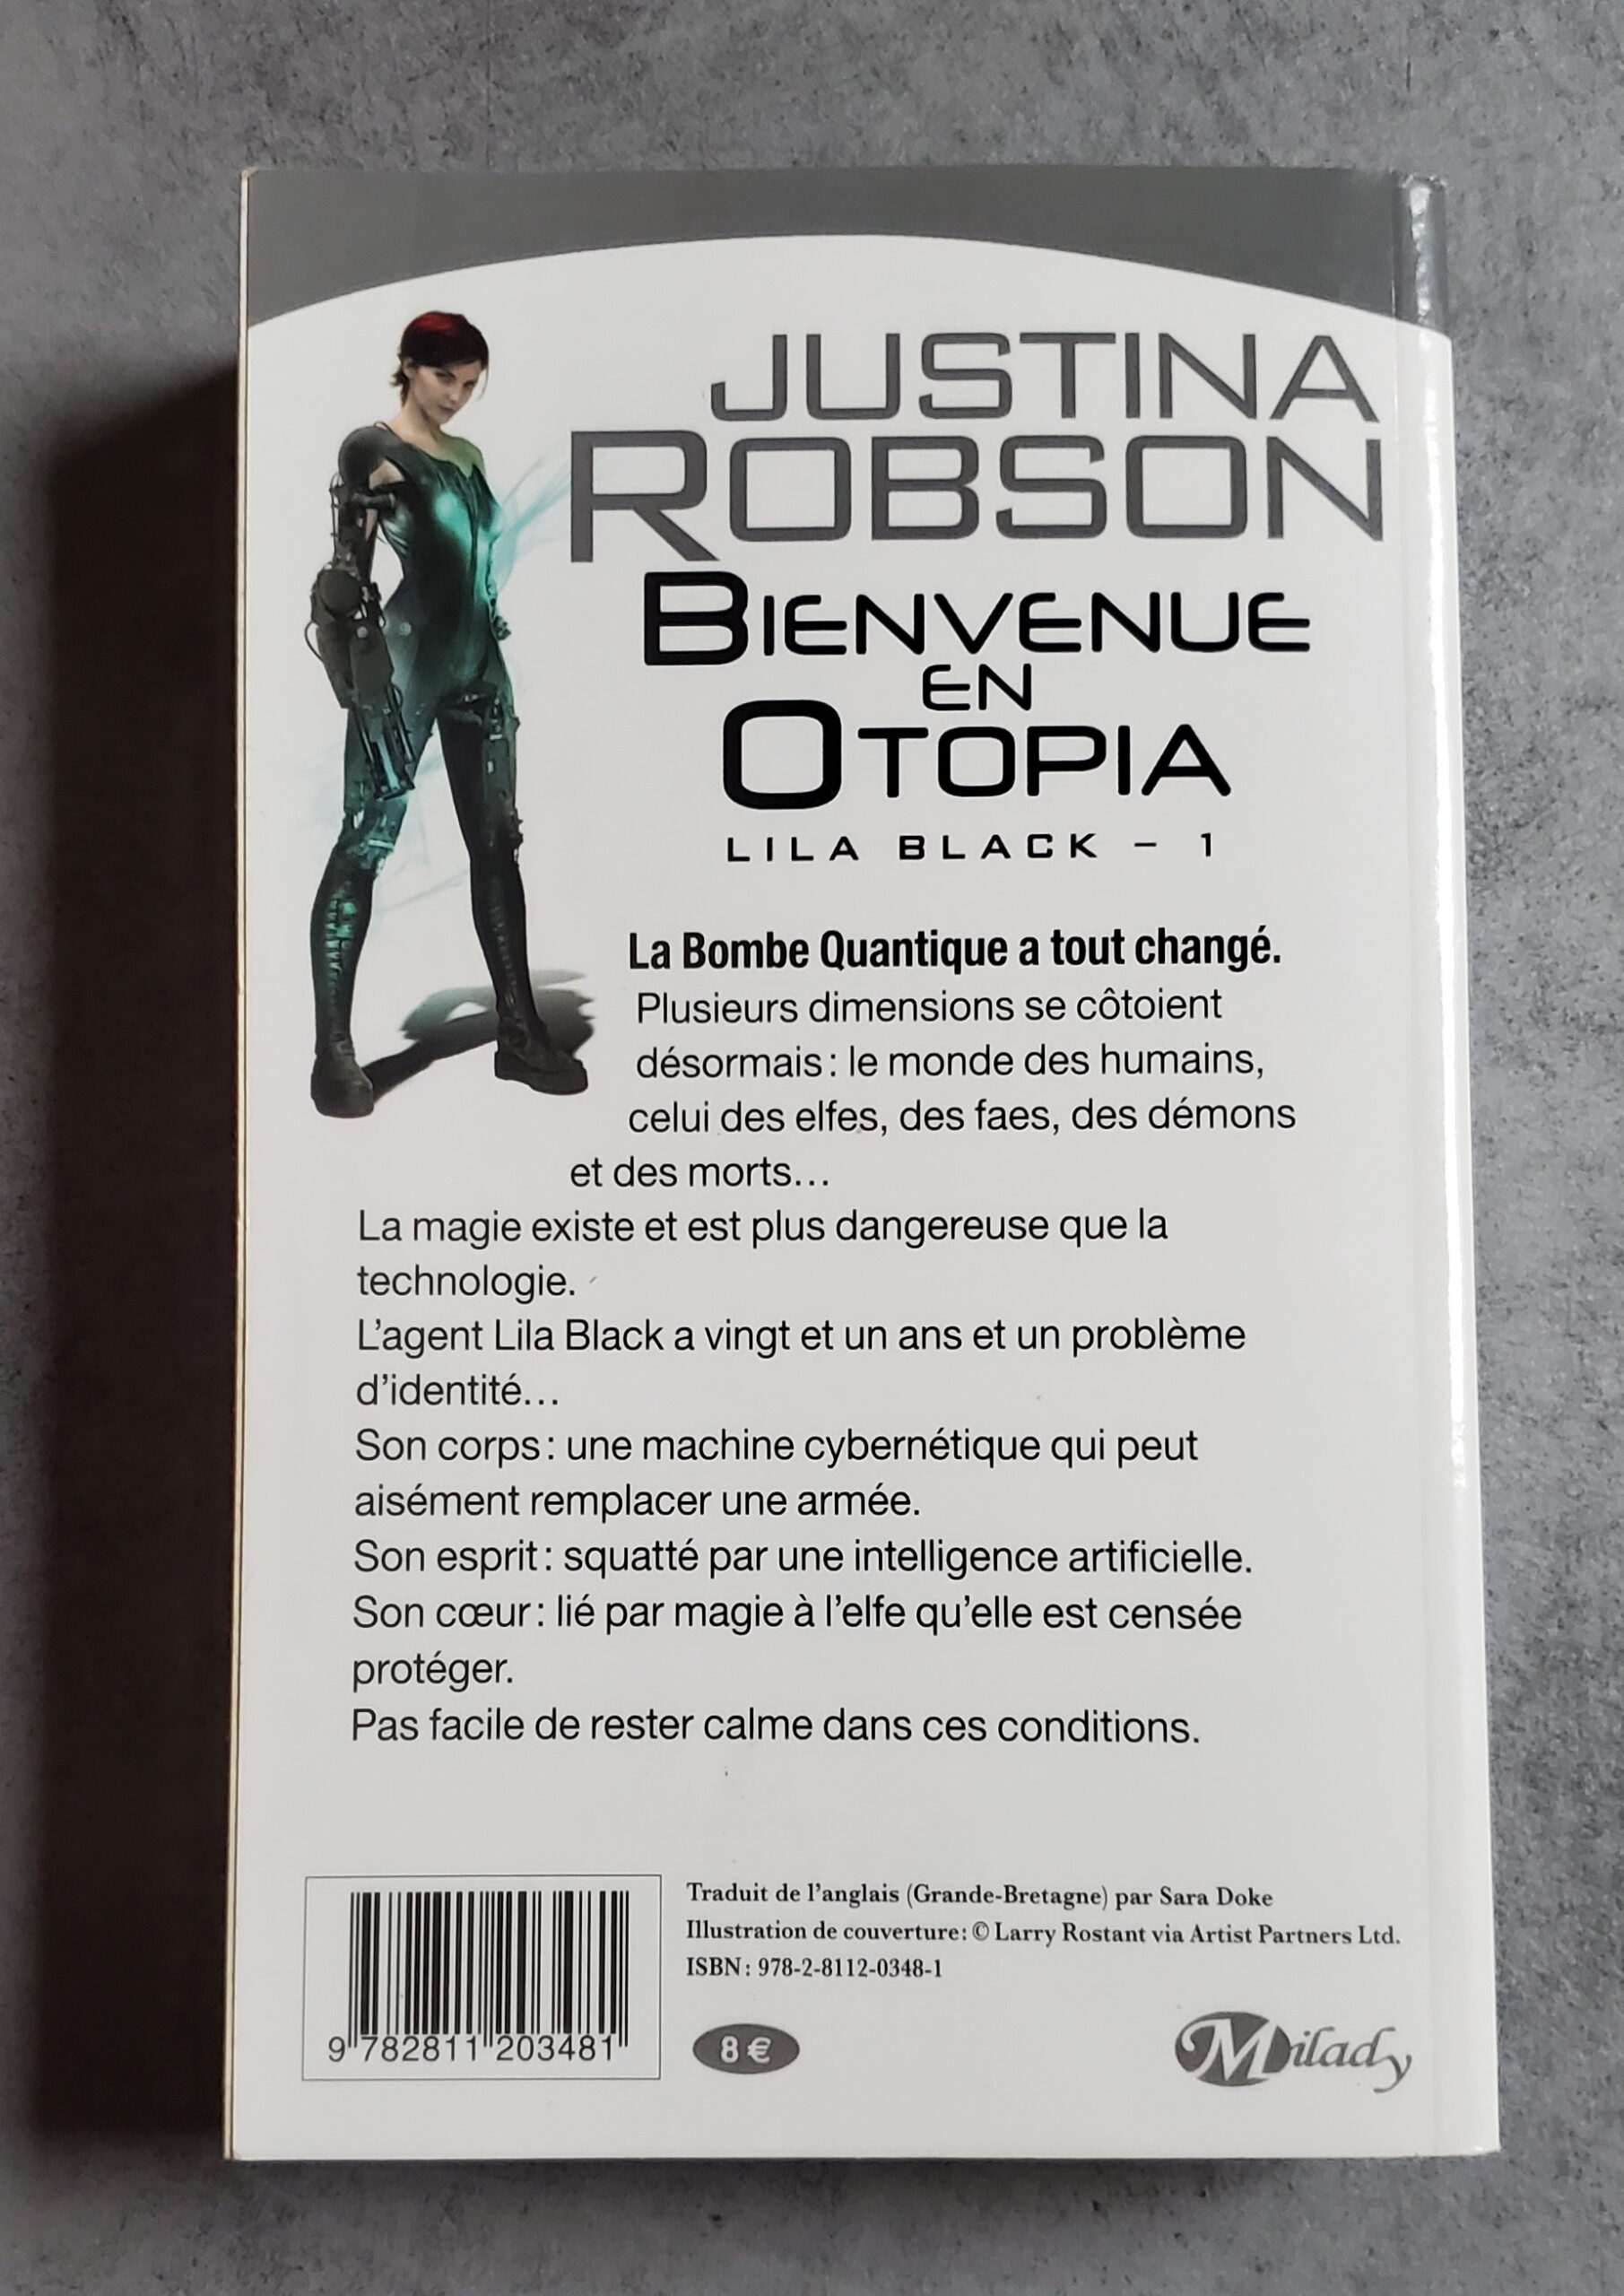 JUSTINA
ROBSON
BIENVENUE
EN
OTOPIA
LILA BLACK – 1
La Bombe Quantique a tout changé.
Plusieurs dimensions se côtoient
désormais : le monde des humains,
celui des elfes, des faes, des démons
et des morts…
La magie existe et est plus dangereuse que la
technologie.
L’agent Lila Black a vingt et un ans et un problème
d’identité…
Son corps : une machine cybernétique qui peut
aisément remplacer une armée.
Son esprit : squatté par une intelligence artificielle.
Son cœur : lié par magie à l’elfe qu’elle est censée
protéger.
Pas facile de rester calme dans ces conditions.
Traduit de l’anglais (Grande-Bretagne) par Sara Doke
Illustration de couverture : © Larry Rostant via Artist Partners Ltd.
ISBN : 978-2-8112-0348-1
9 782811 203481
8 €
Milady